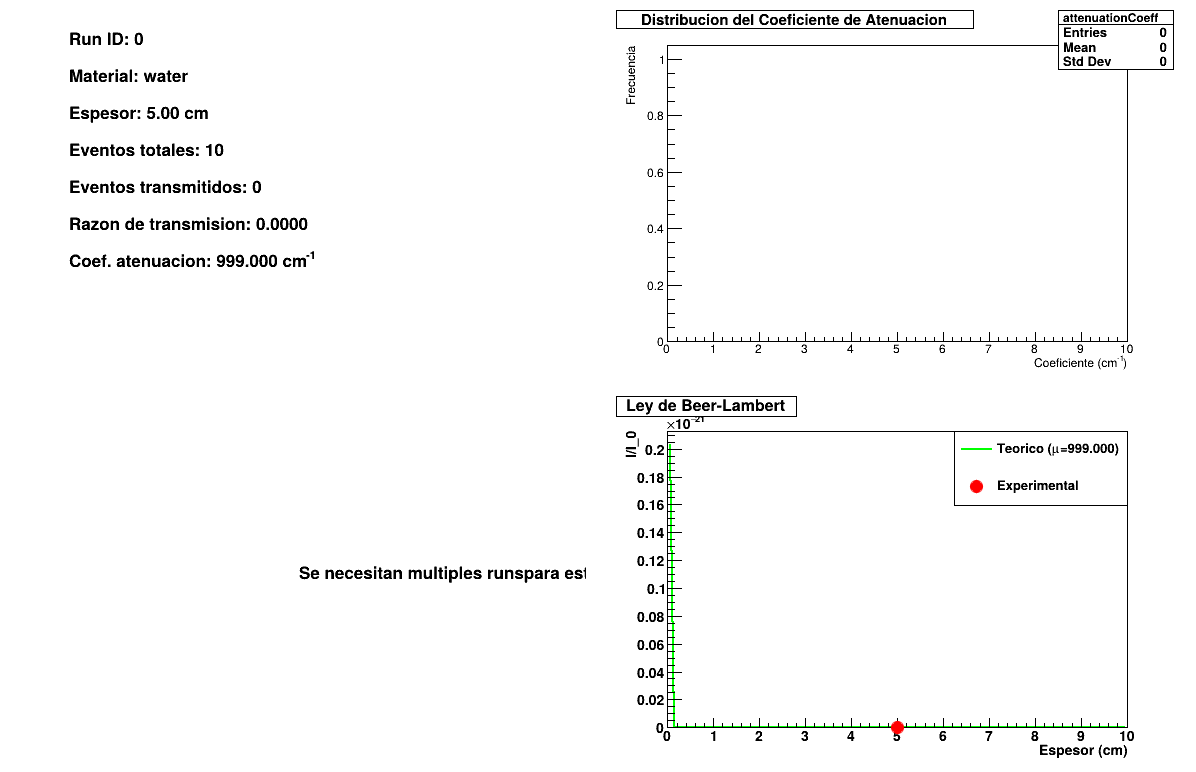 Run ID: 0
Material: water
Espesor: 5.00 cm
Eventos totales: 10
Eventos transmitidos: 0
Razon de transmision: 0.0000
Coef. atenuacion: 999.000 cm-1
Distribucion del Coeficiente de Atenuacion
attenuationCoeff
Entries 0
Mean 0
Std Dev 0
Frecuencia
1
0.8
0.6
0.4
0.2
0
0 1 2 3 4 5 6 7 8 9 10
Coeficiente (cm-1)
Se necesitan multiples runspara est
Ley de Beer-Lambert
×10-21
I/I_0
0.2
0.18
0.16
0.14
0.12
0.1
0.08
0.06
0.04
0.02
0
0 1 2 3 4 5 6 7 8 9 10
Espesor (cm)
Teorico (μ=999.000)
Experimental